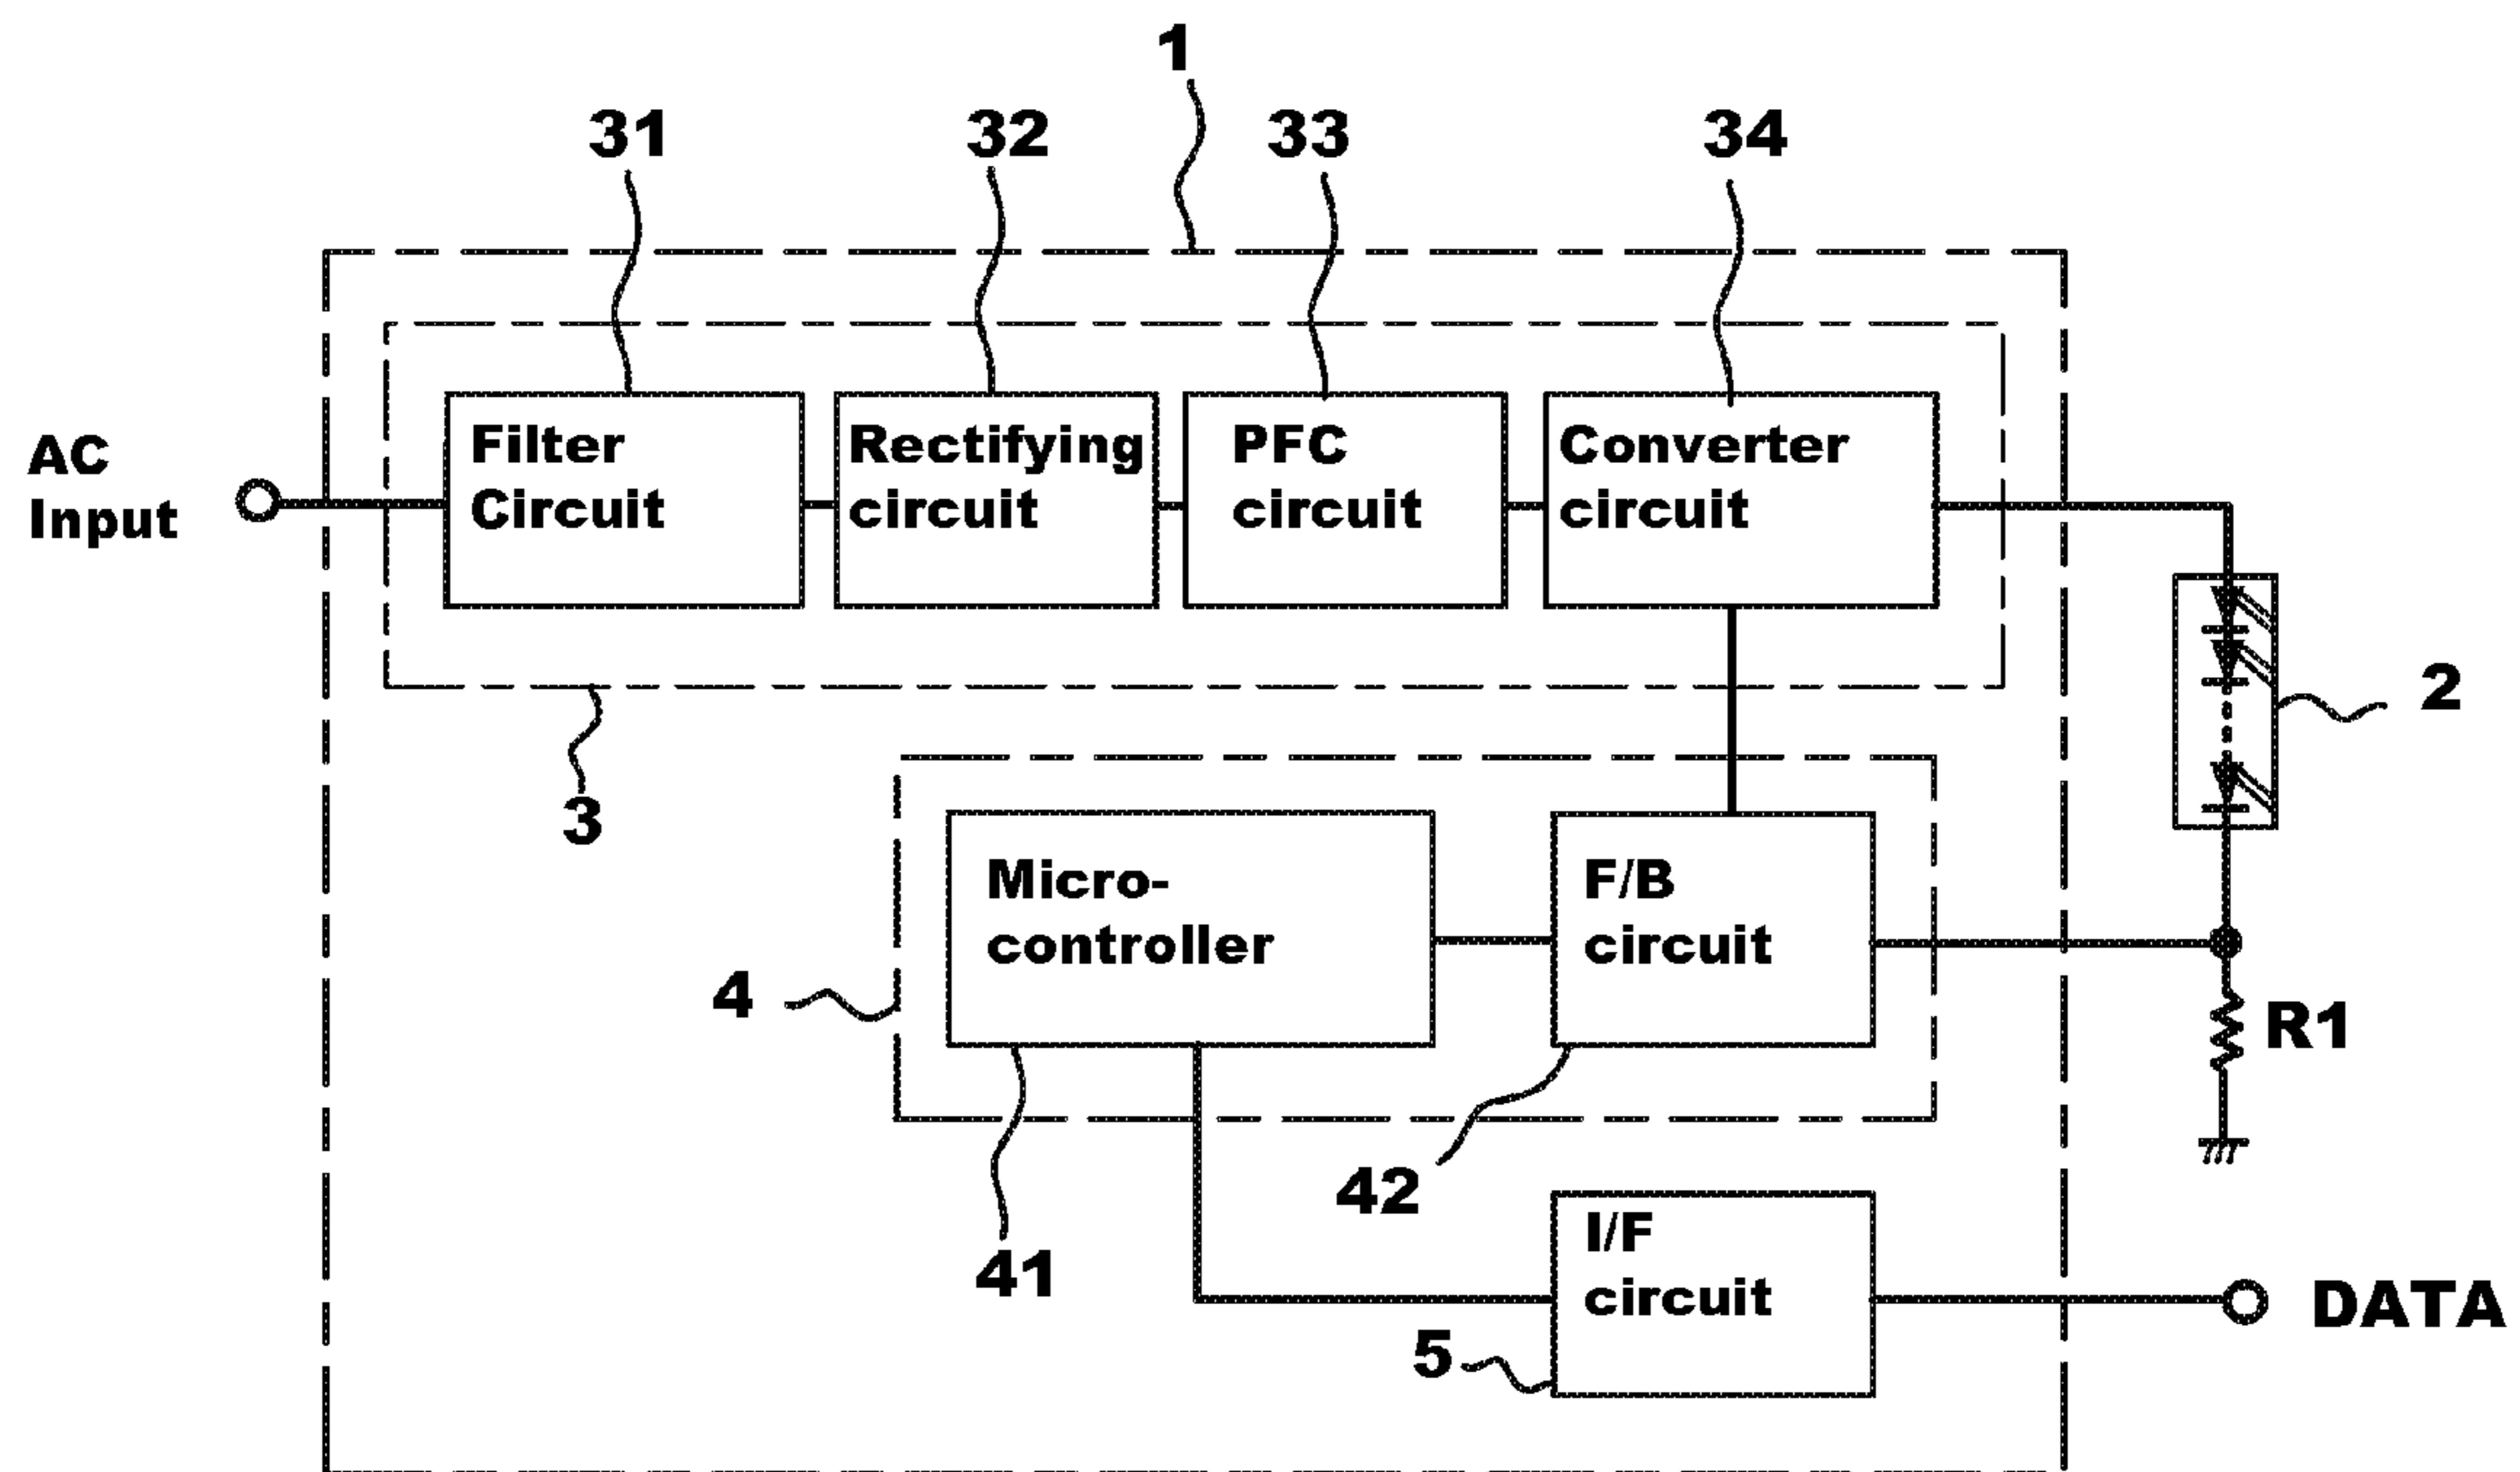 1
31
32
33
34
AC
Input
Filter
Circuit
Rectifying
circuit
PFC
circuit
Converter
circuit
2
3
Micro-
controller
F/B
circuit
4
R1
42
41
I/F
circuit
5
DATA